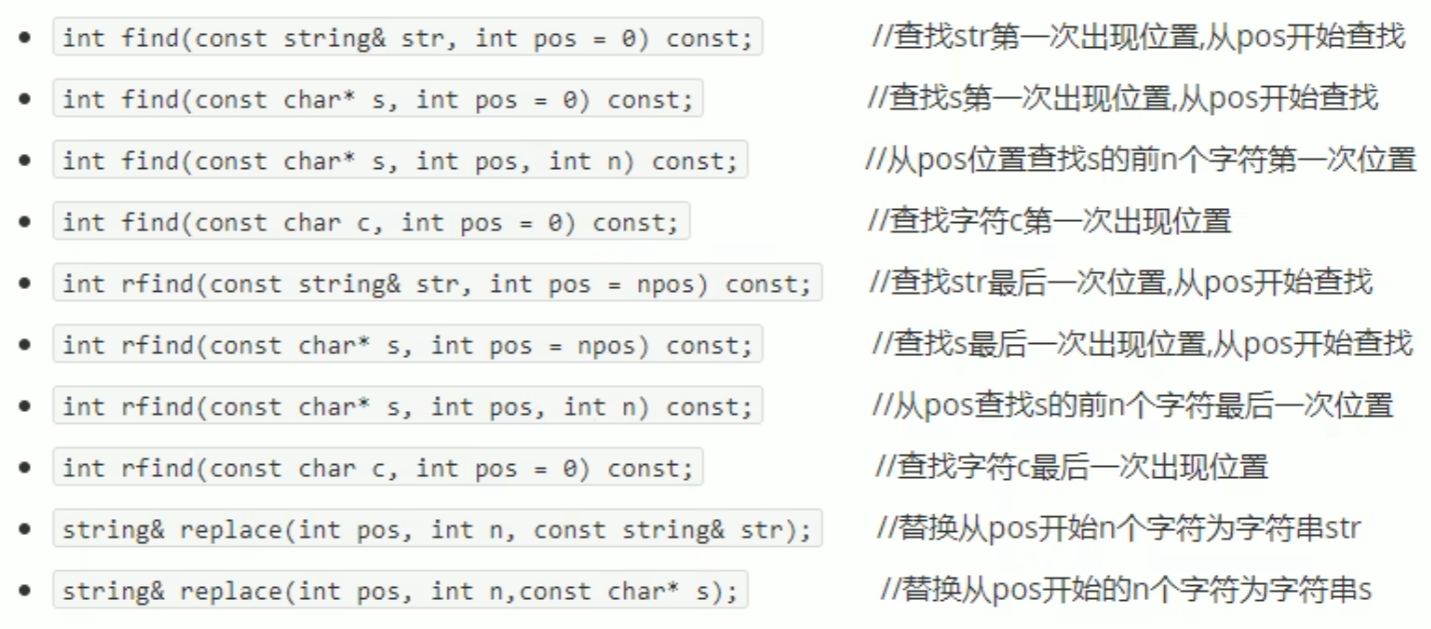 • int find(const string& str, int pos = 0) const; //查找str第一次出现位置,从pos开始查找
• int find(const char* s, int pos = 0) const; //查找s第一次出现位置,从pos开始查找
• int find(const char* s, int pos, int n) const; //从pos位置查找s的前n个字符第一次位置
• int find(const char c, int pos = 0) const; //查找字符c第一次出现位置
• int rfind(const string& str, int pos = npos) const; //查找str最后一次位置,从pos开始查找
• int rfind(const char* s, int pos = npos) const; //查找s最后一次出现位置,从pos开始查找
• int rfind(const char* s, int pos, int n) const; //从pos查找s的前n个字符最后一次位置
• int rfind(const char c, int pos = 0) const; //查找字符c最后一次出现位置
• string& replace(int pos, int n, const string& str); //替换从pos开始n个字符为字符串str
• string& replace(int pos, int n,const char* s); //替换从pos开始的n个字符为字符串s